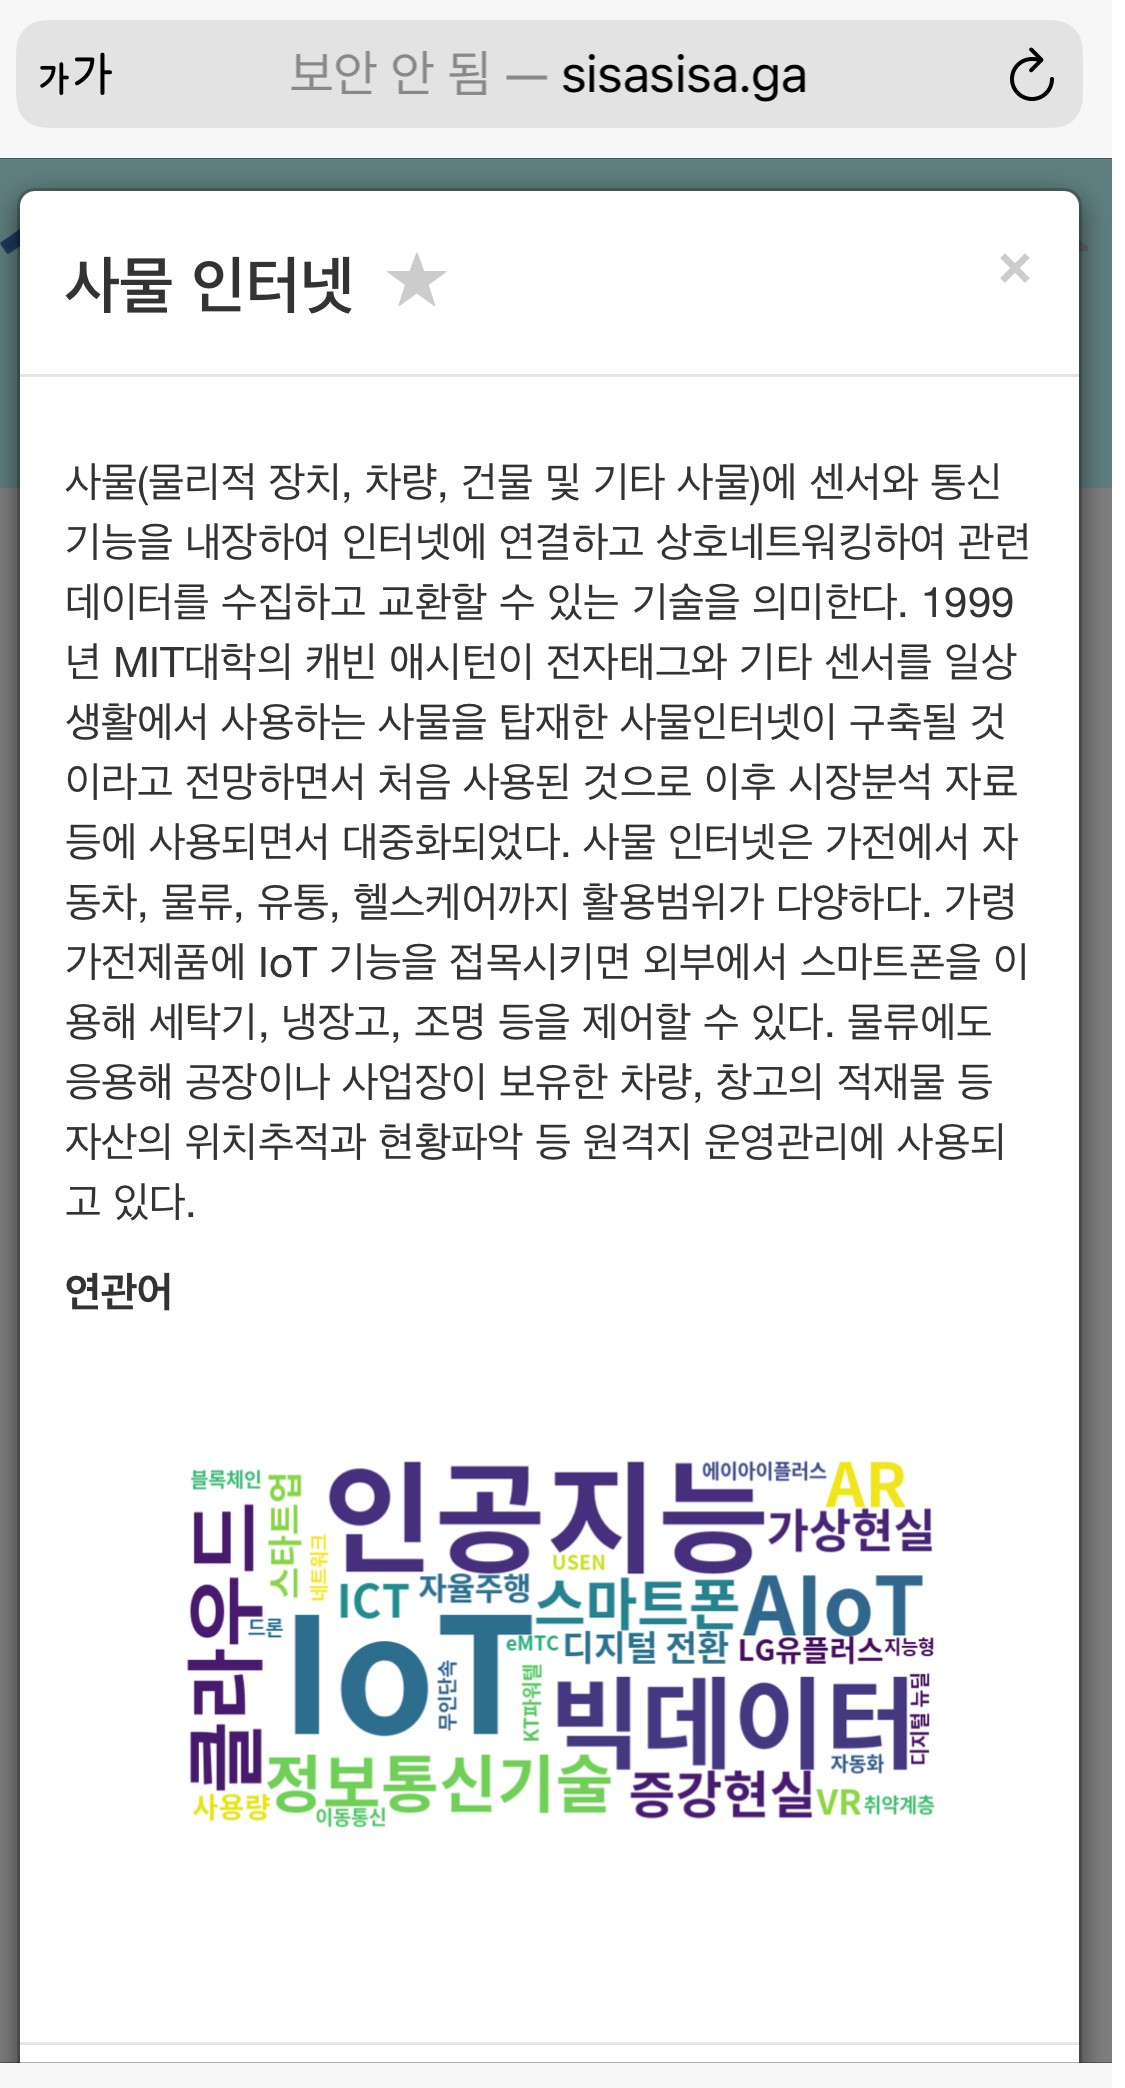 가가 보안 안 됨 — sisasisa.ga
사물 인터넷 ★ ×
사물(물리적 장치, 차량, 건물 및 기타 사물)에 센서와 통신
기능을 내장하여 인터넷에 연결하고 상호네트워킹하여 관련
데이터를 수집하고 교환할 수 있는 기술을 의미한다. 1999
년 MIT대학의 캐빈 애시턴이 전자태그와 기타 센서를 일상
생활에서 사용하는 사물을 탑재한 사물인터넷이 구축될 것
이라고 전망하면서 처음 사용된 것으로 이후 시장분석 자료
등에 사용되면서 대중화되었다. 사물 인터넷은 가전에서 자
동차, 물류, 유통, 헬스케어까지 활용범위가 다양하다. 가령
가전제품에 IoT 기능을 접목시키면 외부에서 스마트폰을 이
용해 세탁기, 냉장고, 조명 등을 제어할 수 있다. 물류에도
응용해 공장이나 사업장이 보유한 차량, 창고의 적재물 등
자산의 위치추적과 현황파악 등 원격지 운영관리에 사용되
고 있다.
연관어
블록체인
스타트업
인공지능
에이아이플러스
AR
가상현실
클라우드
네트워크
USEN
ICT
자율주행
스마트폰
AIoT
드론
IoT
eMTC
디지털 전환
LG유플러스
지능형
무인단속
KT파워텔
빅데이터
디지털 뉴딜
자동화
정보통신기술
증강현실
VR
취약계층
사용량
이동통신